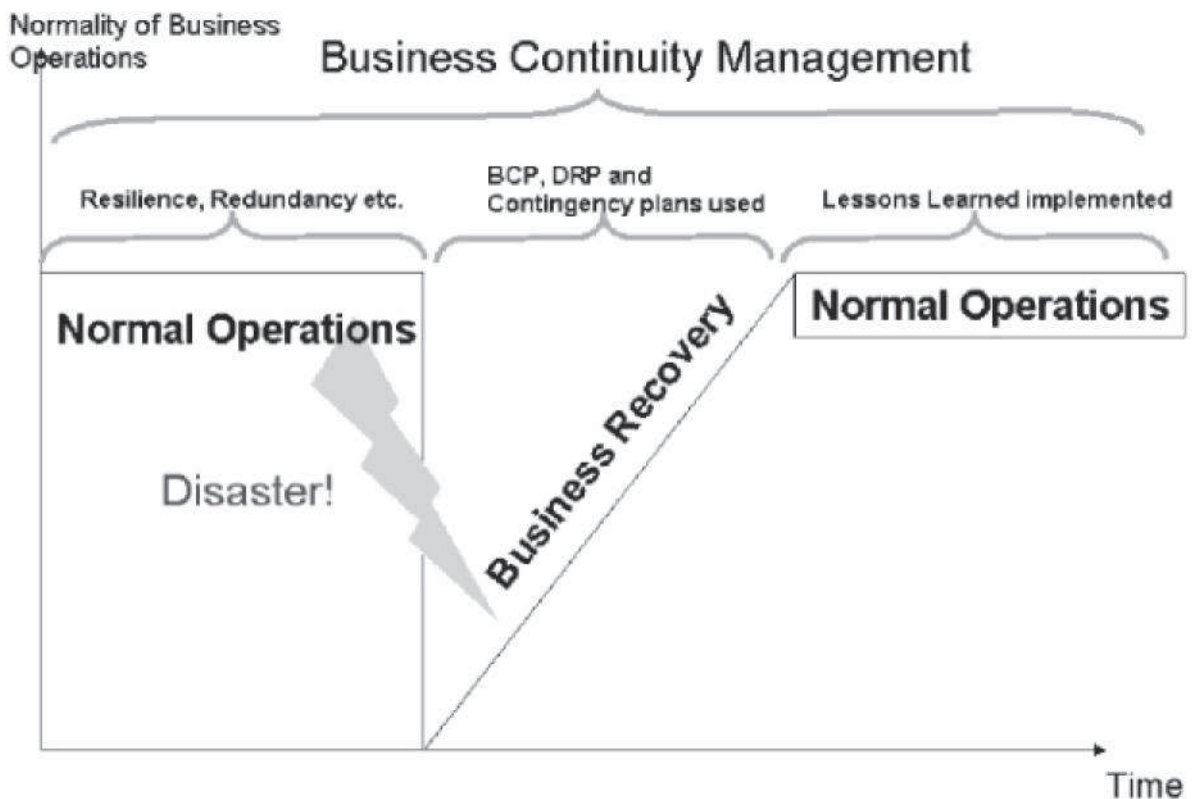 Normality of Business
Operations
Business Continuity Management
Resilience, Redundancy etc.
BCP, DRP and
Contingency plans used
Lessons Learned implemented
Normal Operations
Disaster!
Business Recovery
Normal Operations
Time